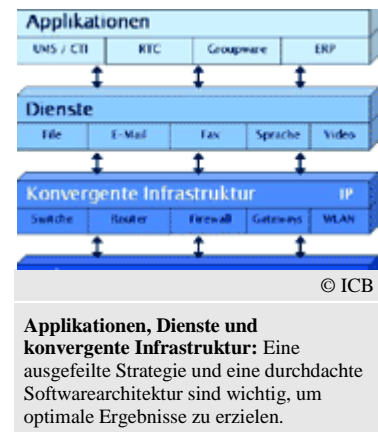 Applikationen
UMS / CTI RTC Groupware ERP
Dienste
File E-Mail Fax Sprache Video
Konvergente Infrastruktur IP
Switche Router Firewall Gateways WLAN
© ICB
Applikationen, Dienste und
konvergente Infrastruktur: Eine
ausgefeilte Strategie und eine durchdachte
Softwarearchitektur sind wichtig, um
optimale Ergebnisse zu erzielen.